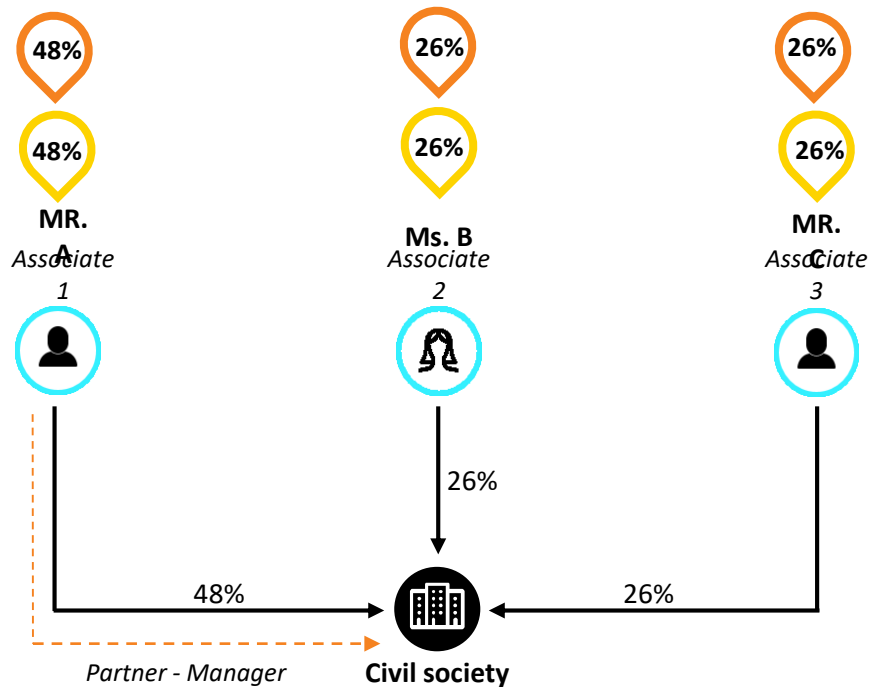 48%
26%
26%
48%
26%
26%
MR.
A
Ms. B
MR.
C
Associate
1
Associate
2
Associate
3
26%
48%
26%
Partner - Manager
Civil society